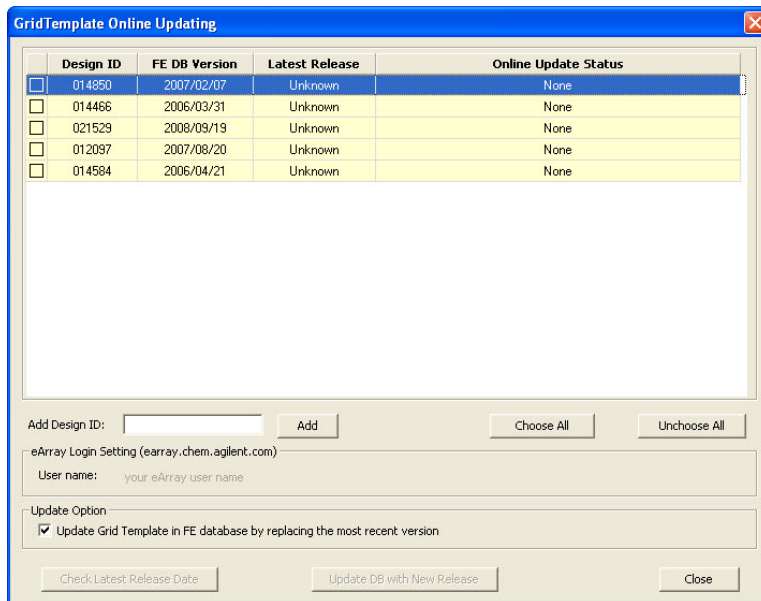 GridTemplate Online Updating
Design ID FE DB Version Latest Release Online Update Status
014850 2007/02/07 Unknown None
014466 2006/03/31 Unknown None
021529 2008/09/19 Unknown None
012097 2007/08/20 Unknown None
014584 2006/04/21 Unknown None
Add Design ID: Add Choose All Unchoose All
eArray Login Setting (earray.chem.agilent.com)
User name: your eArray user name
Update Option
Update Grid Template in FE database by replacing the most recent version
Check Latest Release Date Update DB with New Release Close